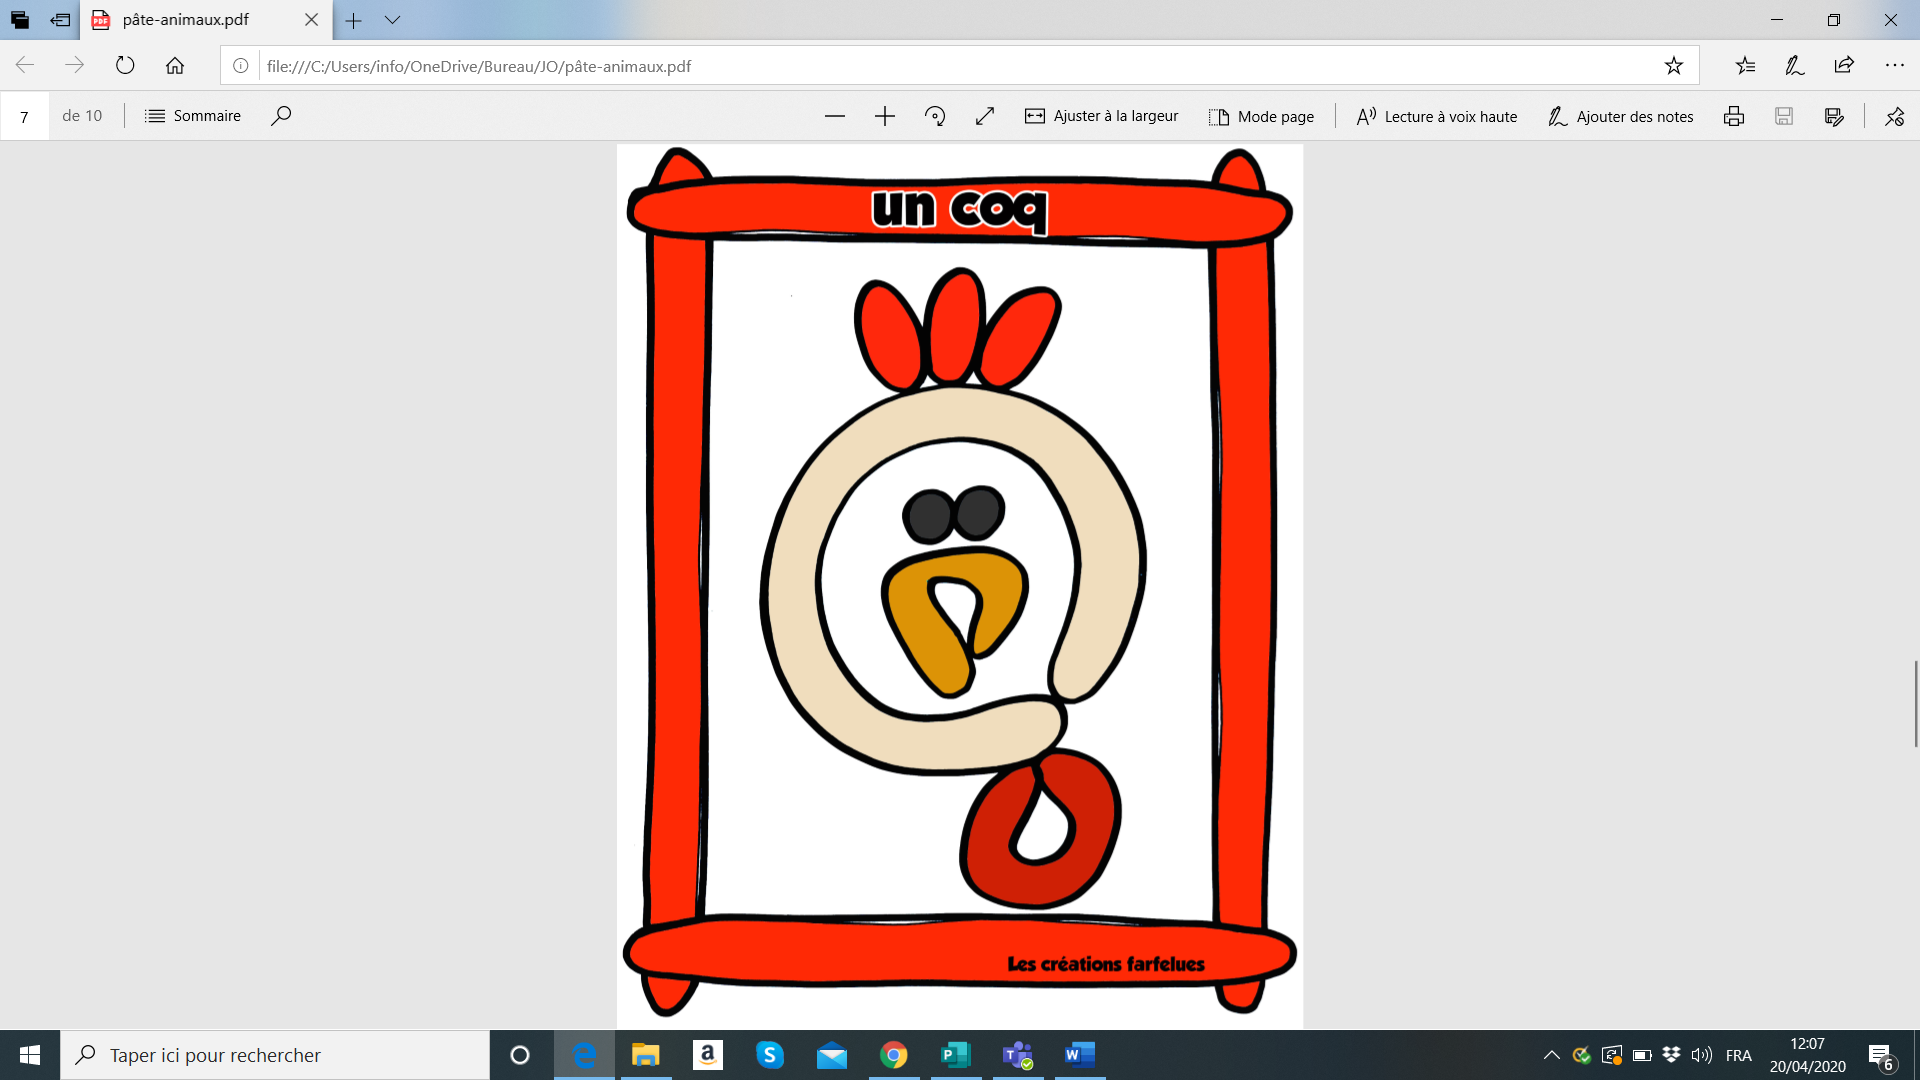 pâte-animaux.pdf
file:///C:/Users/info/OneDrive/Bureau/JO/pâte-animaux.pdf
7 de 10 Sommaire Ajuster à la largeur Mode page Lecture à voix haute Ajouter des notes
un coq
Les créations farfelues
Taper ici pour rechercher
FRA
12:07
20/04/2020
6